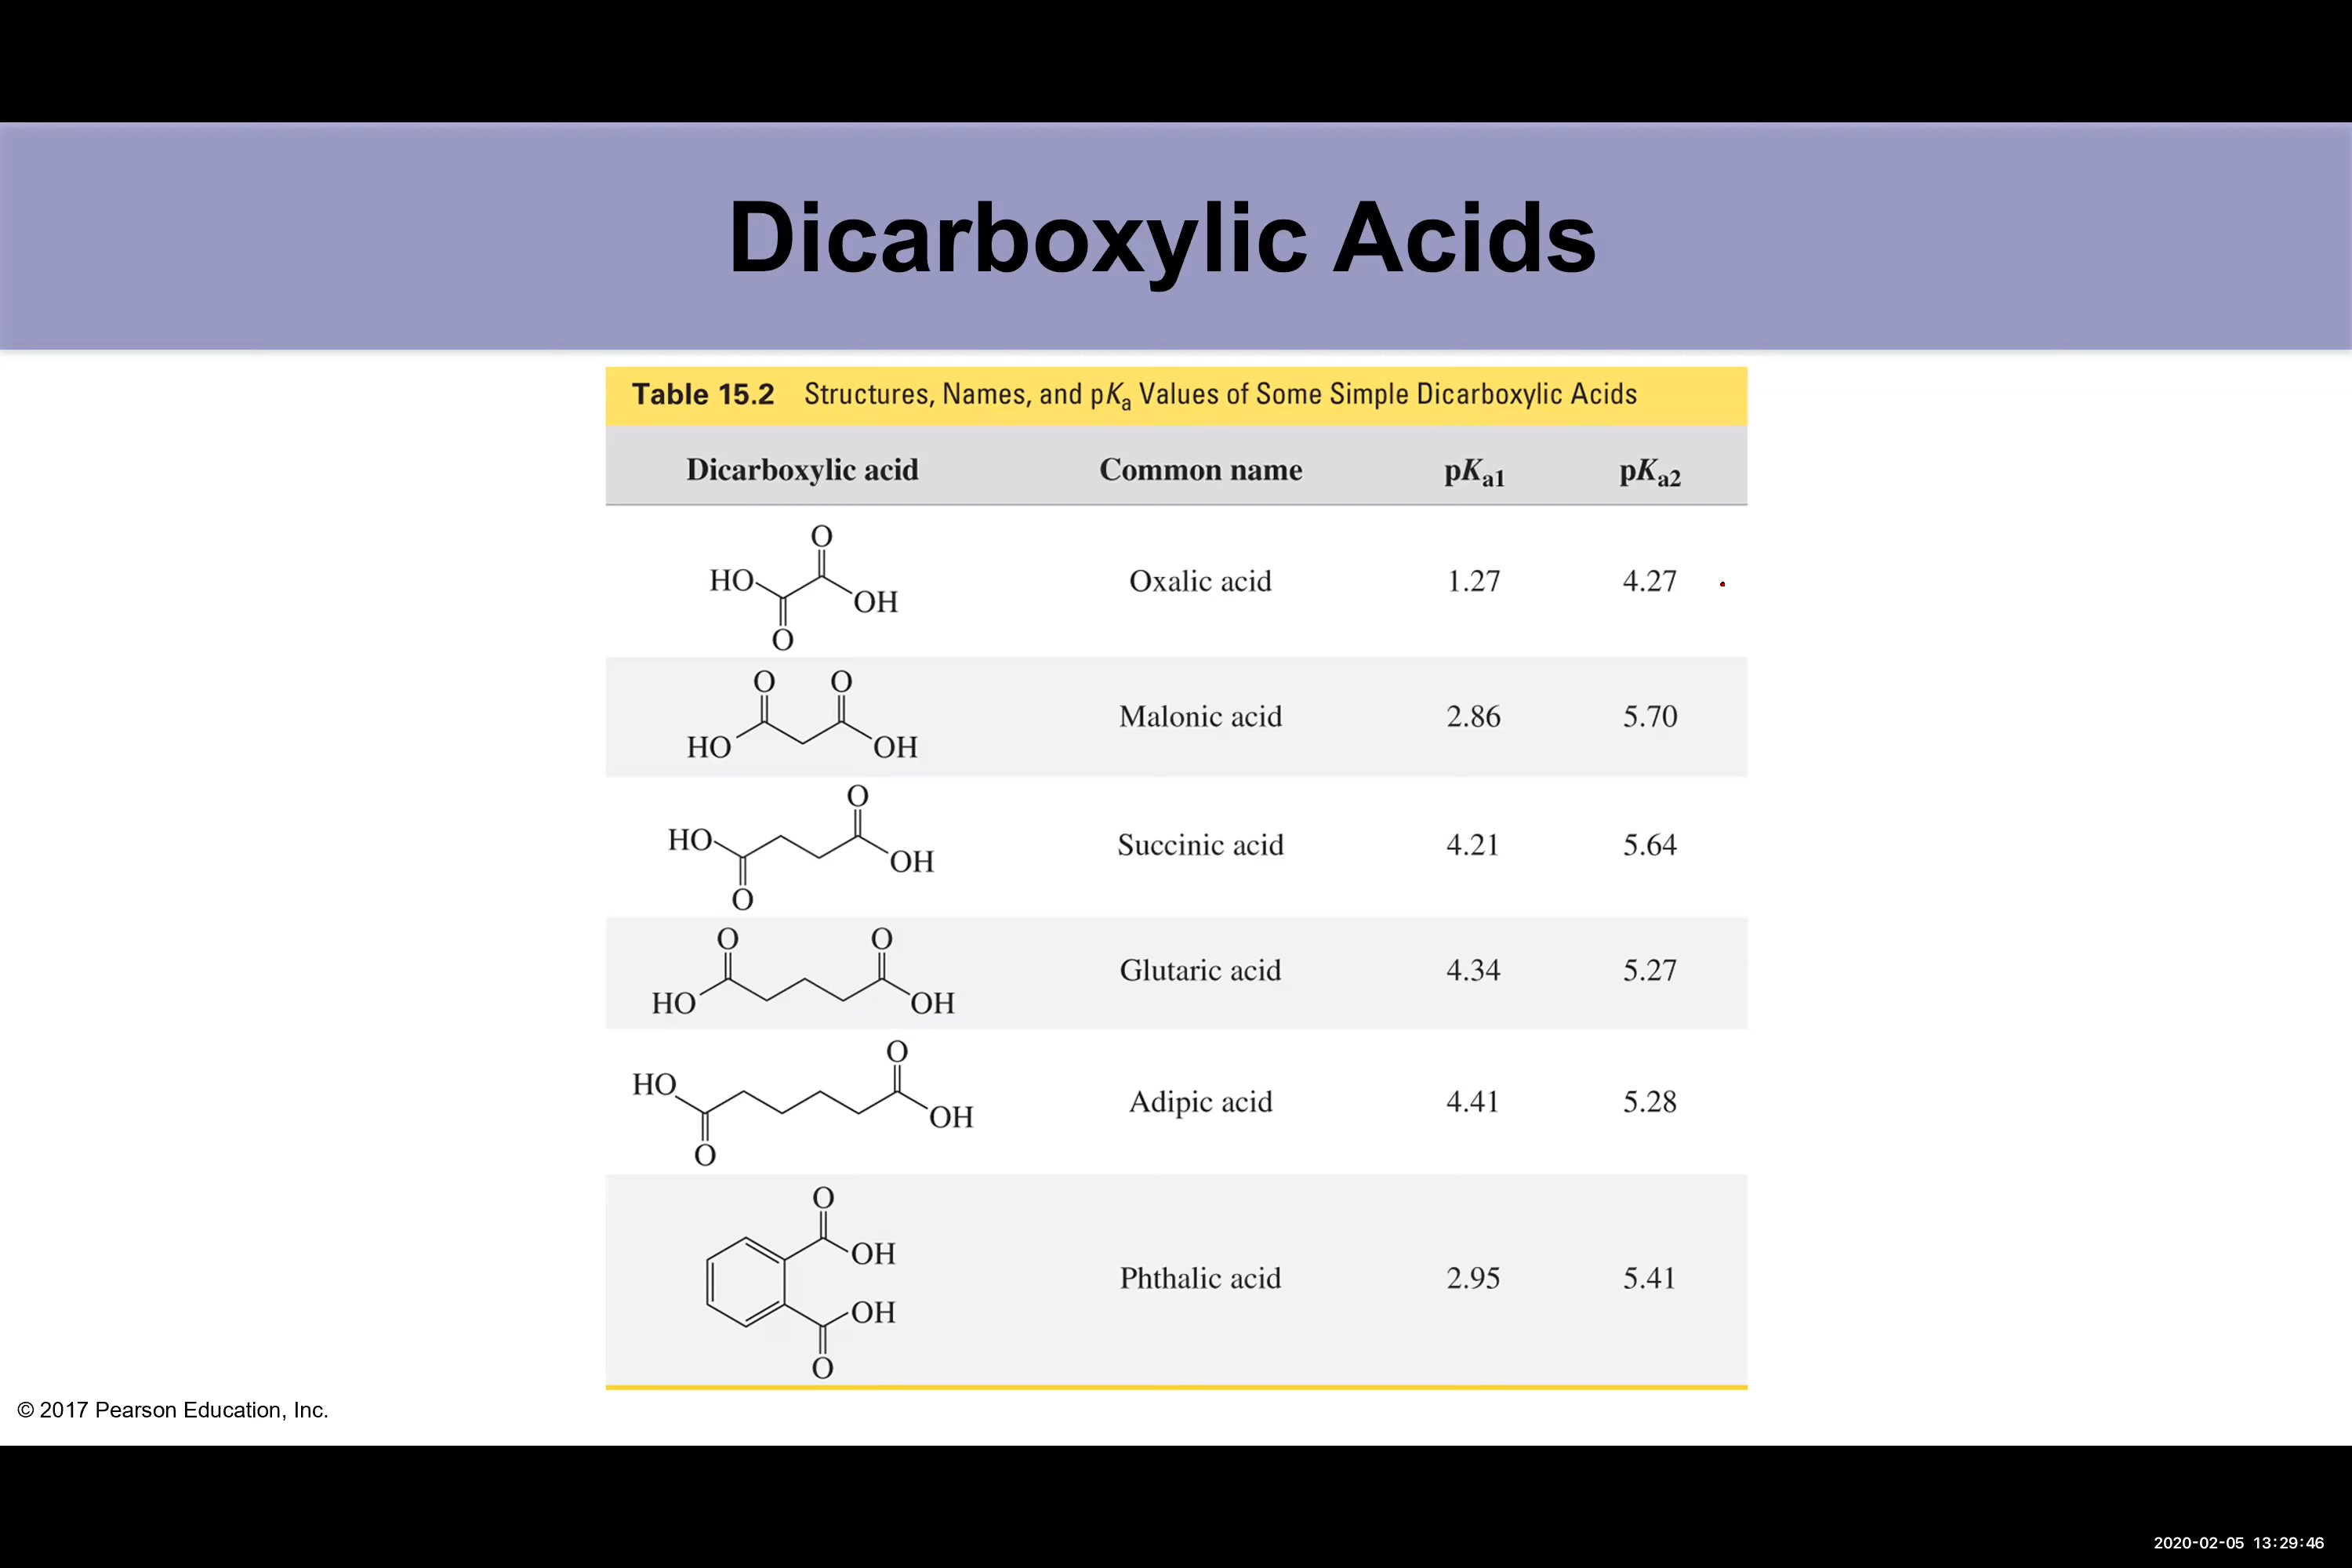 Dicarboxylic Acids
Table 15.2 Structures, Names, and pKa Values of Some Simple Dicarboxylic Acids
Dicarboxylic acid Common name pKa1 pKa2
O
HO
OH
O
Oxalic acid 1.27 4.27
O O
HO OH
Malonic acid 2.86 5.70
O
HO
OH
O
Succinic acid 4.21 5.64
O O
HO OH
Glutaric acid 4.34 5.27
O
HO
OH
O
Adipic acid 4.41 5.28
O
OH
OH
O
Phthalic acid 2.95 5.41
© 2017 Pearson Education, Inc.
2020-02-05 13:29:46